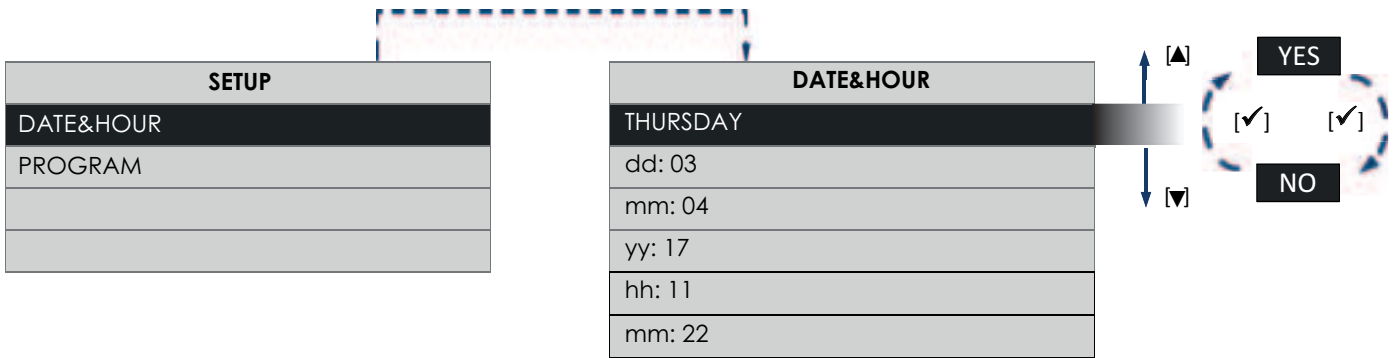 SETUP
DATE&HOUR
PROGRAM
DATE&HOUR
THURSDAY
dd: 03
mm: 04
yy: 17
hh: 11
mm: 22
[▲]
[▼]
YES
[✔] [✔]
NO